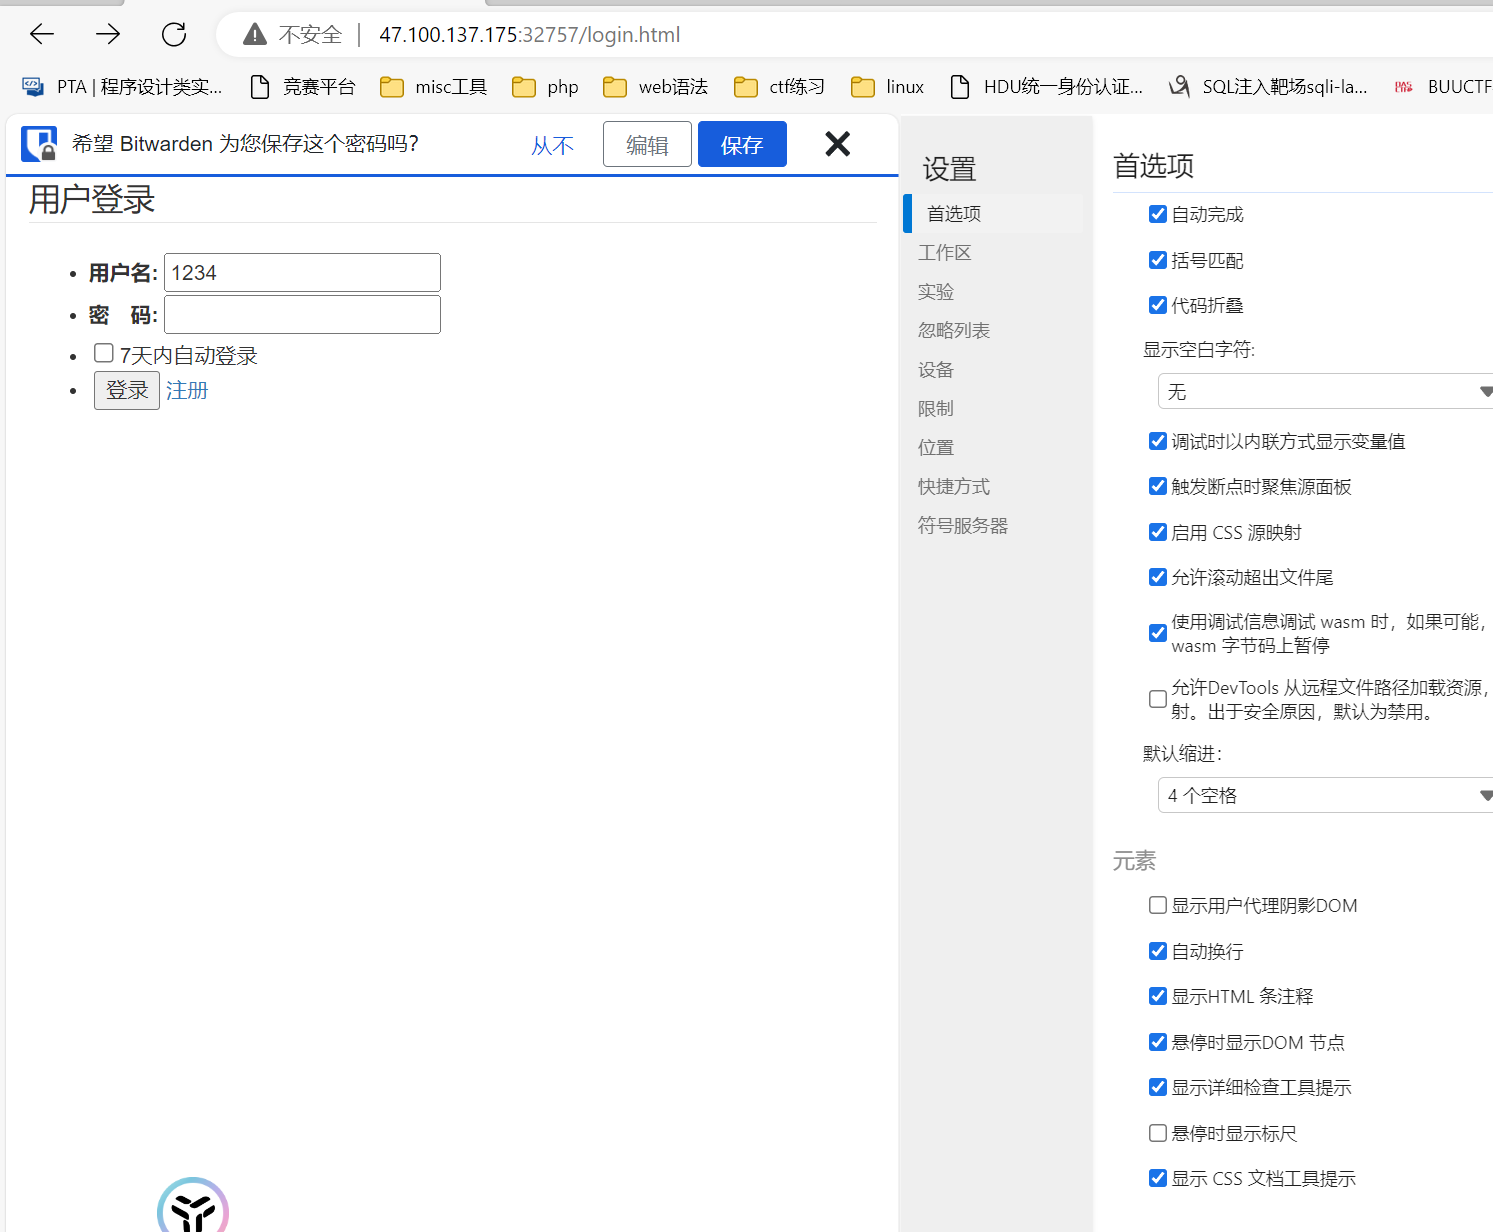 不安全 47.100.137.175:32757/login.html
PTA | 程序设计类实... 竞赛平台 misc工具 php web语法 ctf练习 linux HDU统一身份认证... SQL注入靶场sqli-la... BUUCTF
希望 Bitwarden 为您保存这个密码吗? 从不 编辑 保存
用户登录
用户名: 1234
密 码:
7天内自动登录
登录 注册
设置
首选项
工作区
实验
忽略列表
设备
限制
位置
快捷方式
符号服务器
首选项
自动完成
括号匹配
代码折叠
显示空白字符:
无
调试时以内联方式显示变量值
触发断点时聚焦源面板
启用 CSS 源映射
允许滚动超出文件尾
使用调试信息调试 wasm 时，如果可能，
wasm 字节码上暂停
允许DevTools 从远程文件路径加载资源，
射。出于安全原因，默认为禁用。
默认缩进：
4 个空格
元素
显示用户代理阴影DOM
自动换行
显示HTML 条注释
悬停时显示DOM 节点
显示详细检查工具提示
悬停时显示标尺
显示 CSS 文档工具提示